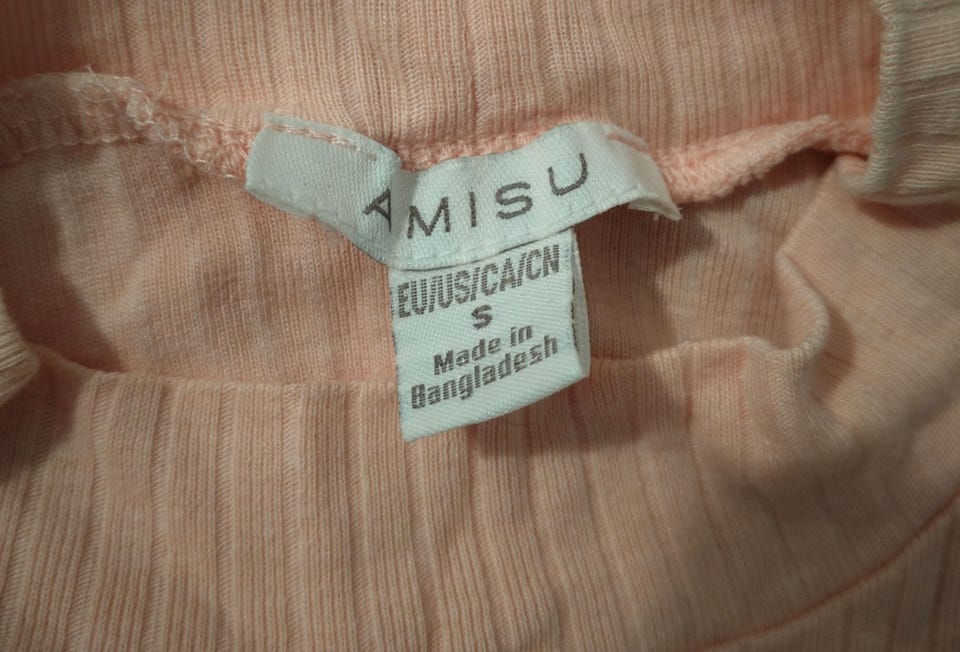 AMISU
EU/US/CA/CN
S
Made in
Bangladesh